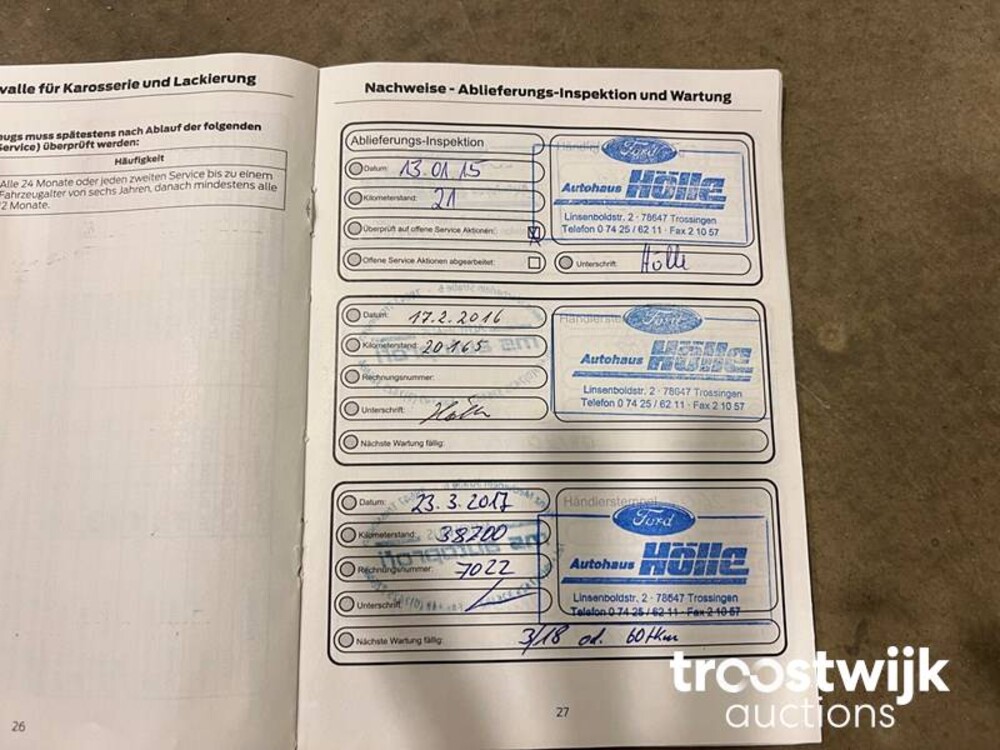 valle für Karosserie und Lackierung
eugs muss spätestens nach Ablauf der folgenden
Service) überprüft werden:
Häufigkeit
Alle 24 Monate oder jeden zweiten Service bis zu einem
Fahrzeugalter von sechs Jahren, danach mindestens alle
12 Monate.
26
Nachweise - Ablieferungs-Inspektion und Wartung
Ablieferungs-Inspektion
Datum: 13.01.15
Kilometerstand: 21
Überprüft auf offene Service Aktionen:
Offene Service Aktionen abgearbeitet:
Ford
Autohaus Hölle
Linsenboldstr. 2 · 78647 Trossingen
Telefon 0 74 25 / 62 11 · Fax 2 10 57
Unterschrift: Hölle
Datum: 17.2.2016
Kilometerstand: 20165
Rechnungsnummer:
Unterschrift: Hölle
Nächste Wartung fällig:
Händlerstempel
Ford
Autohaus Hölle
Linsenboldstr. 2 · 78647 Trossingen
Telefon 0 74 25 / 62 11 · Fax 2 10 57
Datum: 23.3.2017
Kilometerstand: 38200
Rechnungsnummer: 7022
Unterschrift:
Nächste Wartung fällig: 3/18 od. 60tkm
Händlerstempel
Ford
Autohaus Hölle
Linsenboldstr. 2 · 78647 Trossingen
Telefon 0 74 25 / 62 11 · Fax 2 10 57
27
troostwijk
auctions